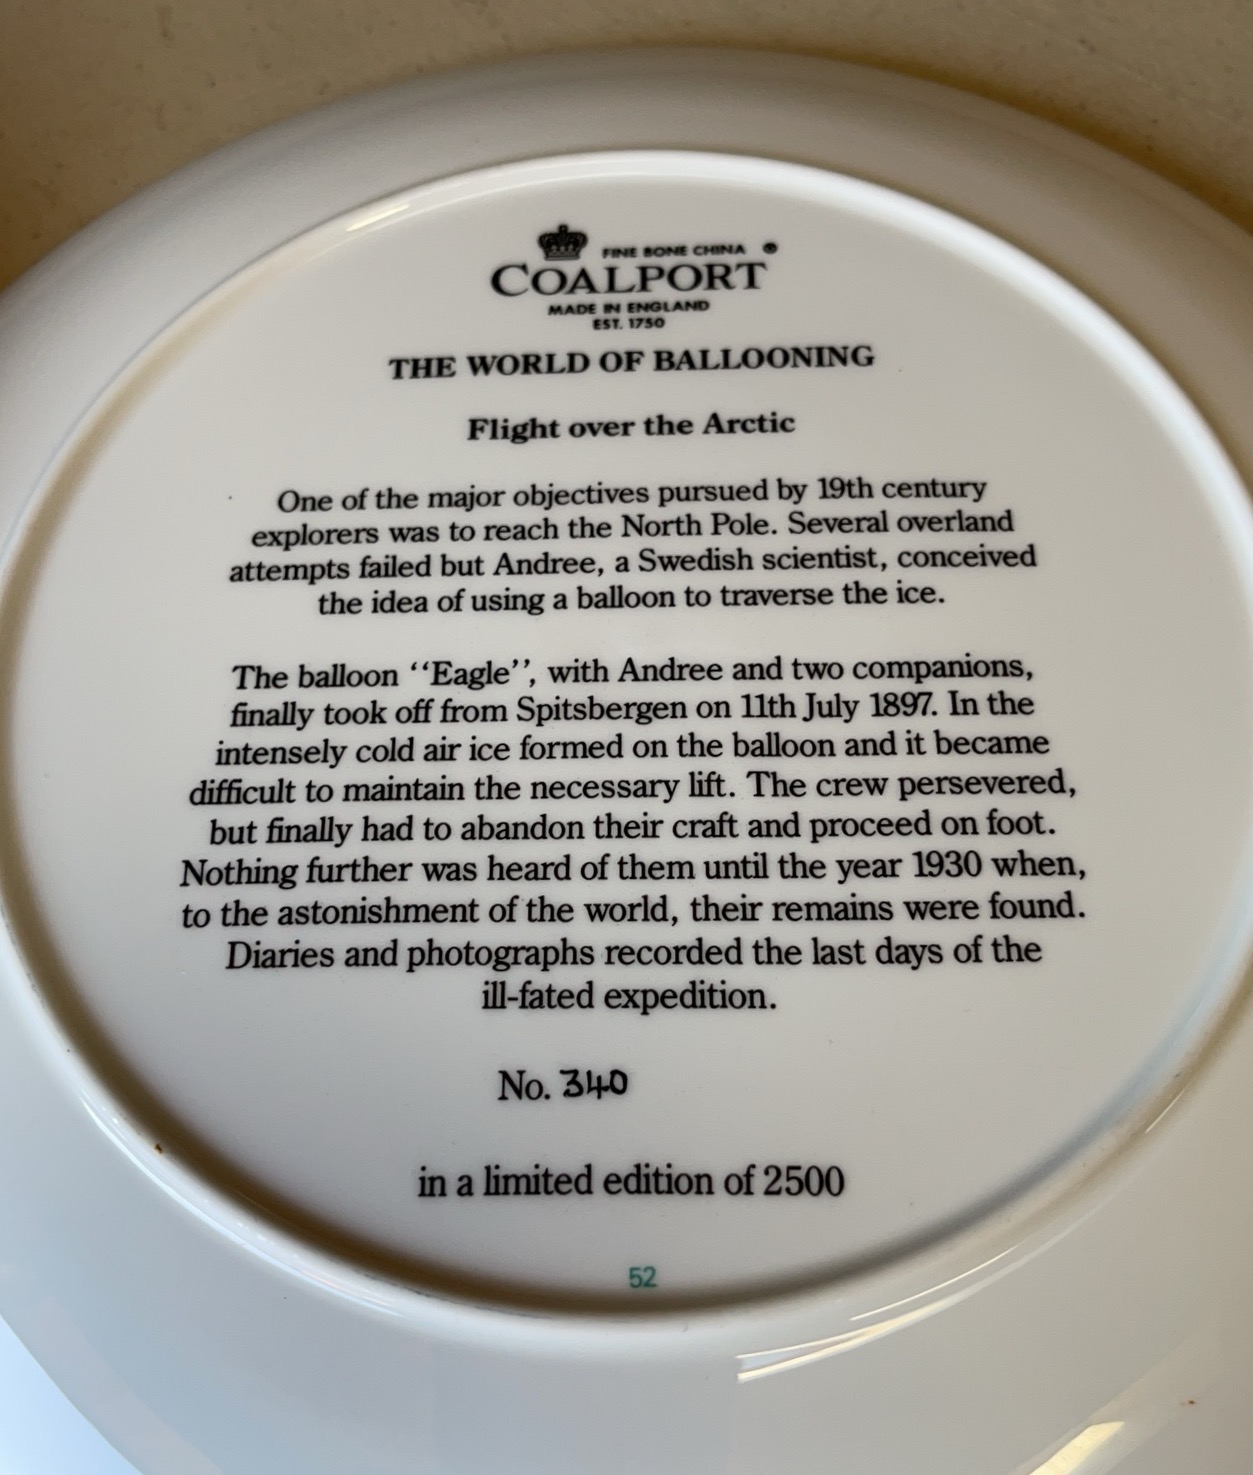 FINE BONE CHINA ®
COALPORT
MADE IN ENGLAND
EST. 1750
THE WORLD OF BALLOONING
Flight over the Arctic
One of the major objectives pursued by 19th century
explorers was to reach the North Pole. Several overland
attempts failed but Andree, a Swedish scientist, conceived
the idea of using a balloon to traverse the ice.
The balloon ‘‘Eagle’’, with Andree and two companions,
finally took off from Spitsbergen on 11th July 1897. In the
intensely cold air ice formed on the balloon and it became
difficult to maintain the necessary lift. The crew persevered,
but finally had to abandon their craft and proceed on foot.
Nothing further was heard of them until the year 1930 when,
to the astonishment of the world, their remains were found.
Diaries and photographs recorded the last days of the
ill-fated expedition.
No. 340
in a limited edition of 2500
52